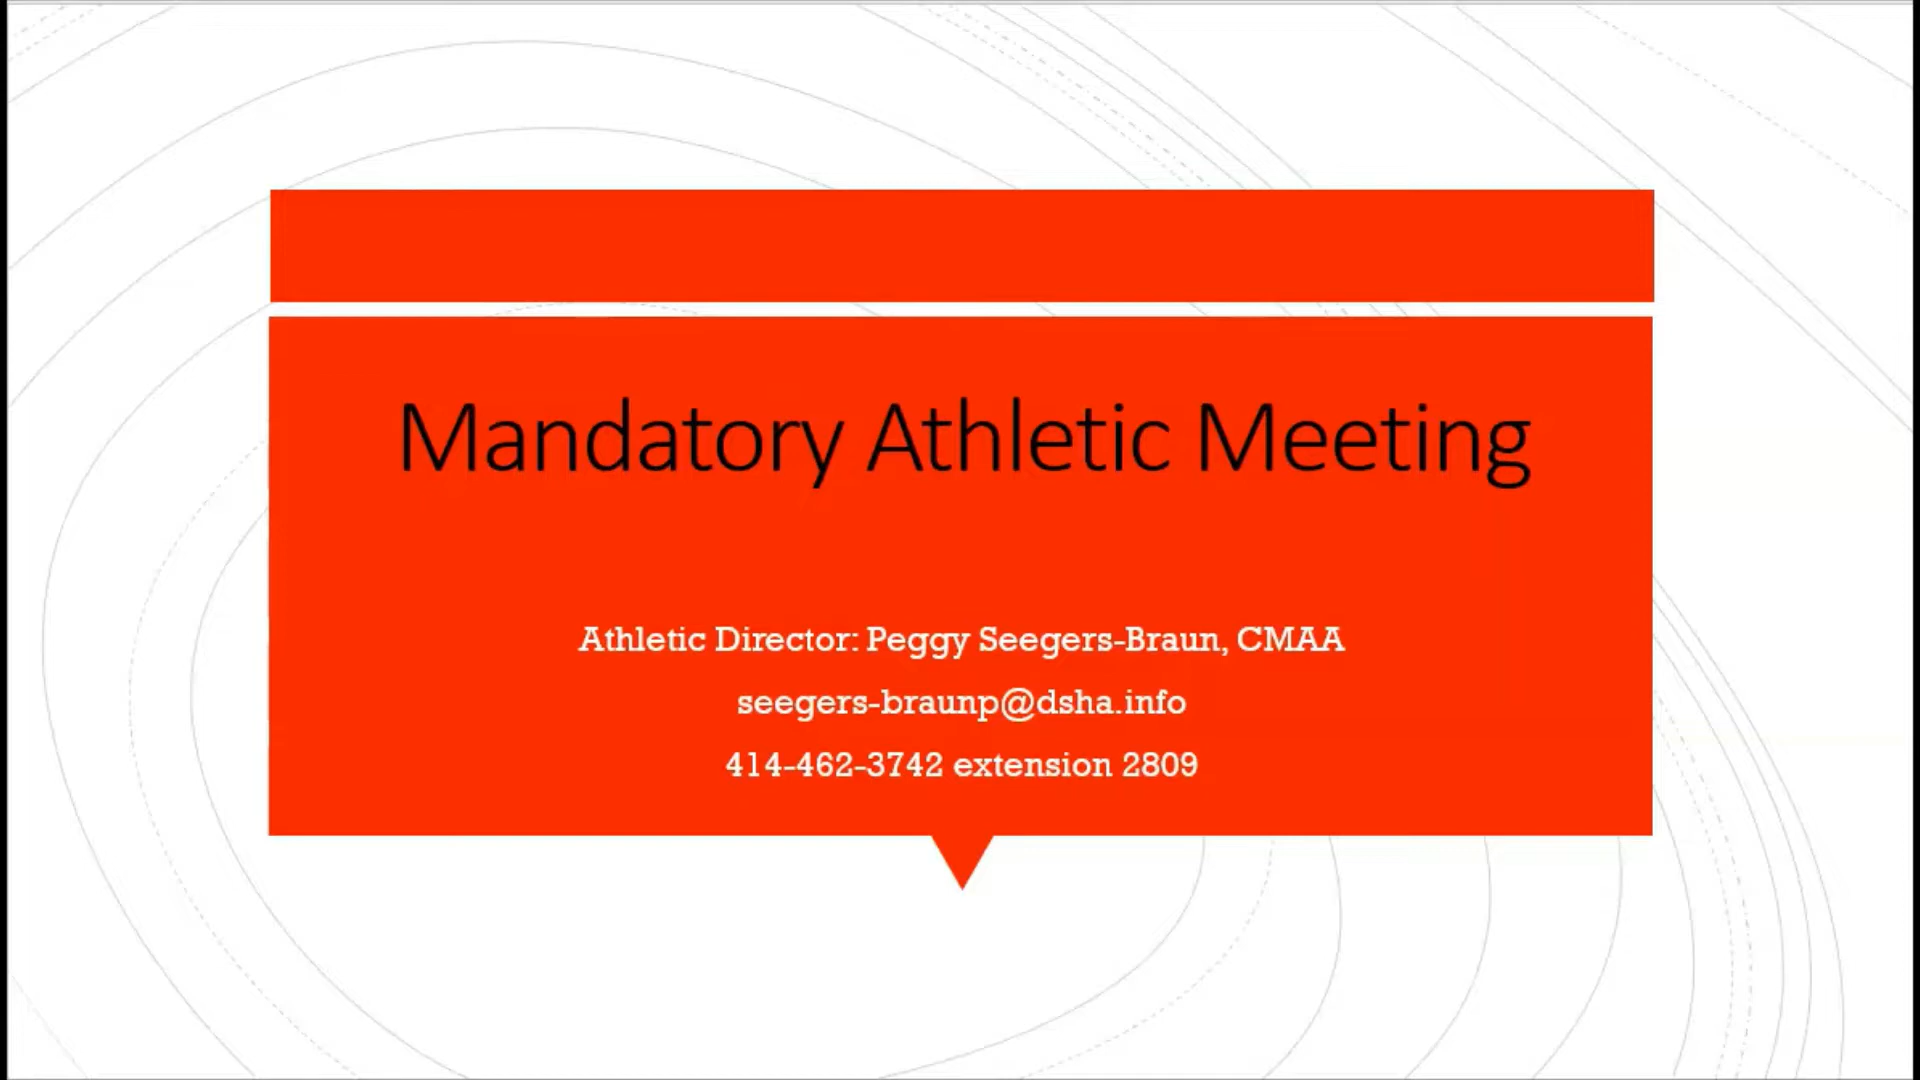 Mandatory Athletic Meeting
Athletic Director: Peggy Seegers-Braun, CMAA
seegers-braunp@dsha.info
414-462-3742 extension 2809